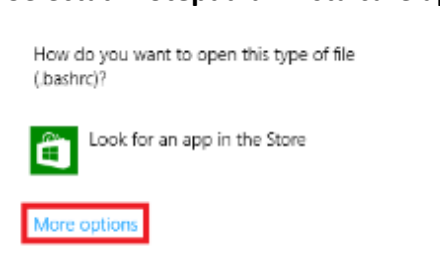 How do you want to open this type of file
(.bashrc)?
Look for an app in the Store
More options